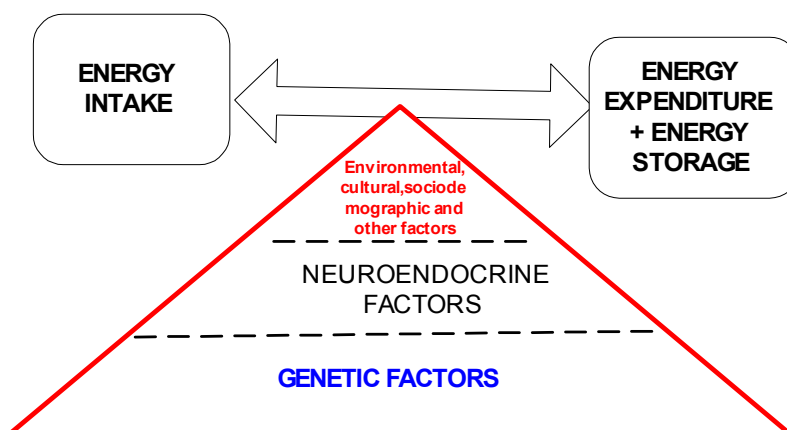 ENERGY
INTAKE
ENERGY
EXPENDITURE
+ ENERGY
STORAGE
Environmental,
cultural,sociode
mographic and
other factors
NEUROENDOCRINE
FACTORS
GENETIC FACTORS